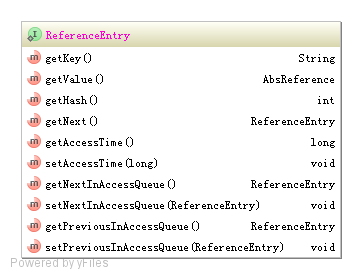 I ReferenceEntry
m getKey() String
m getValue() AbsReference
m getHash() int
m getNext() ReferenceEntry
m getAccessTime() long
m setAccessTime(long) void
m getNextInAccessQueue() ReferenceEntry
m setNextInAccessQueue(ReferenceEntry) void
m getPreviousInAccessQueue() ReferenceEntry
m setPreviousInAccessQueue(ReferenceEntry) void
Powered by yFiles